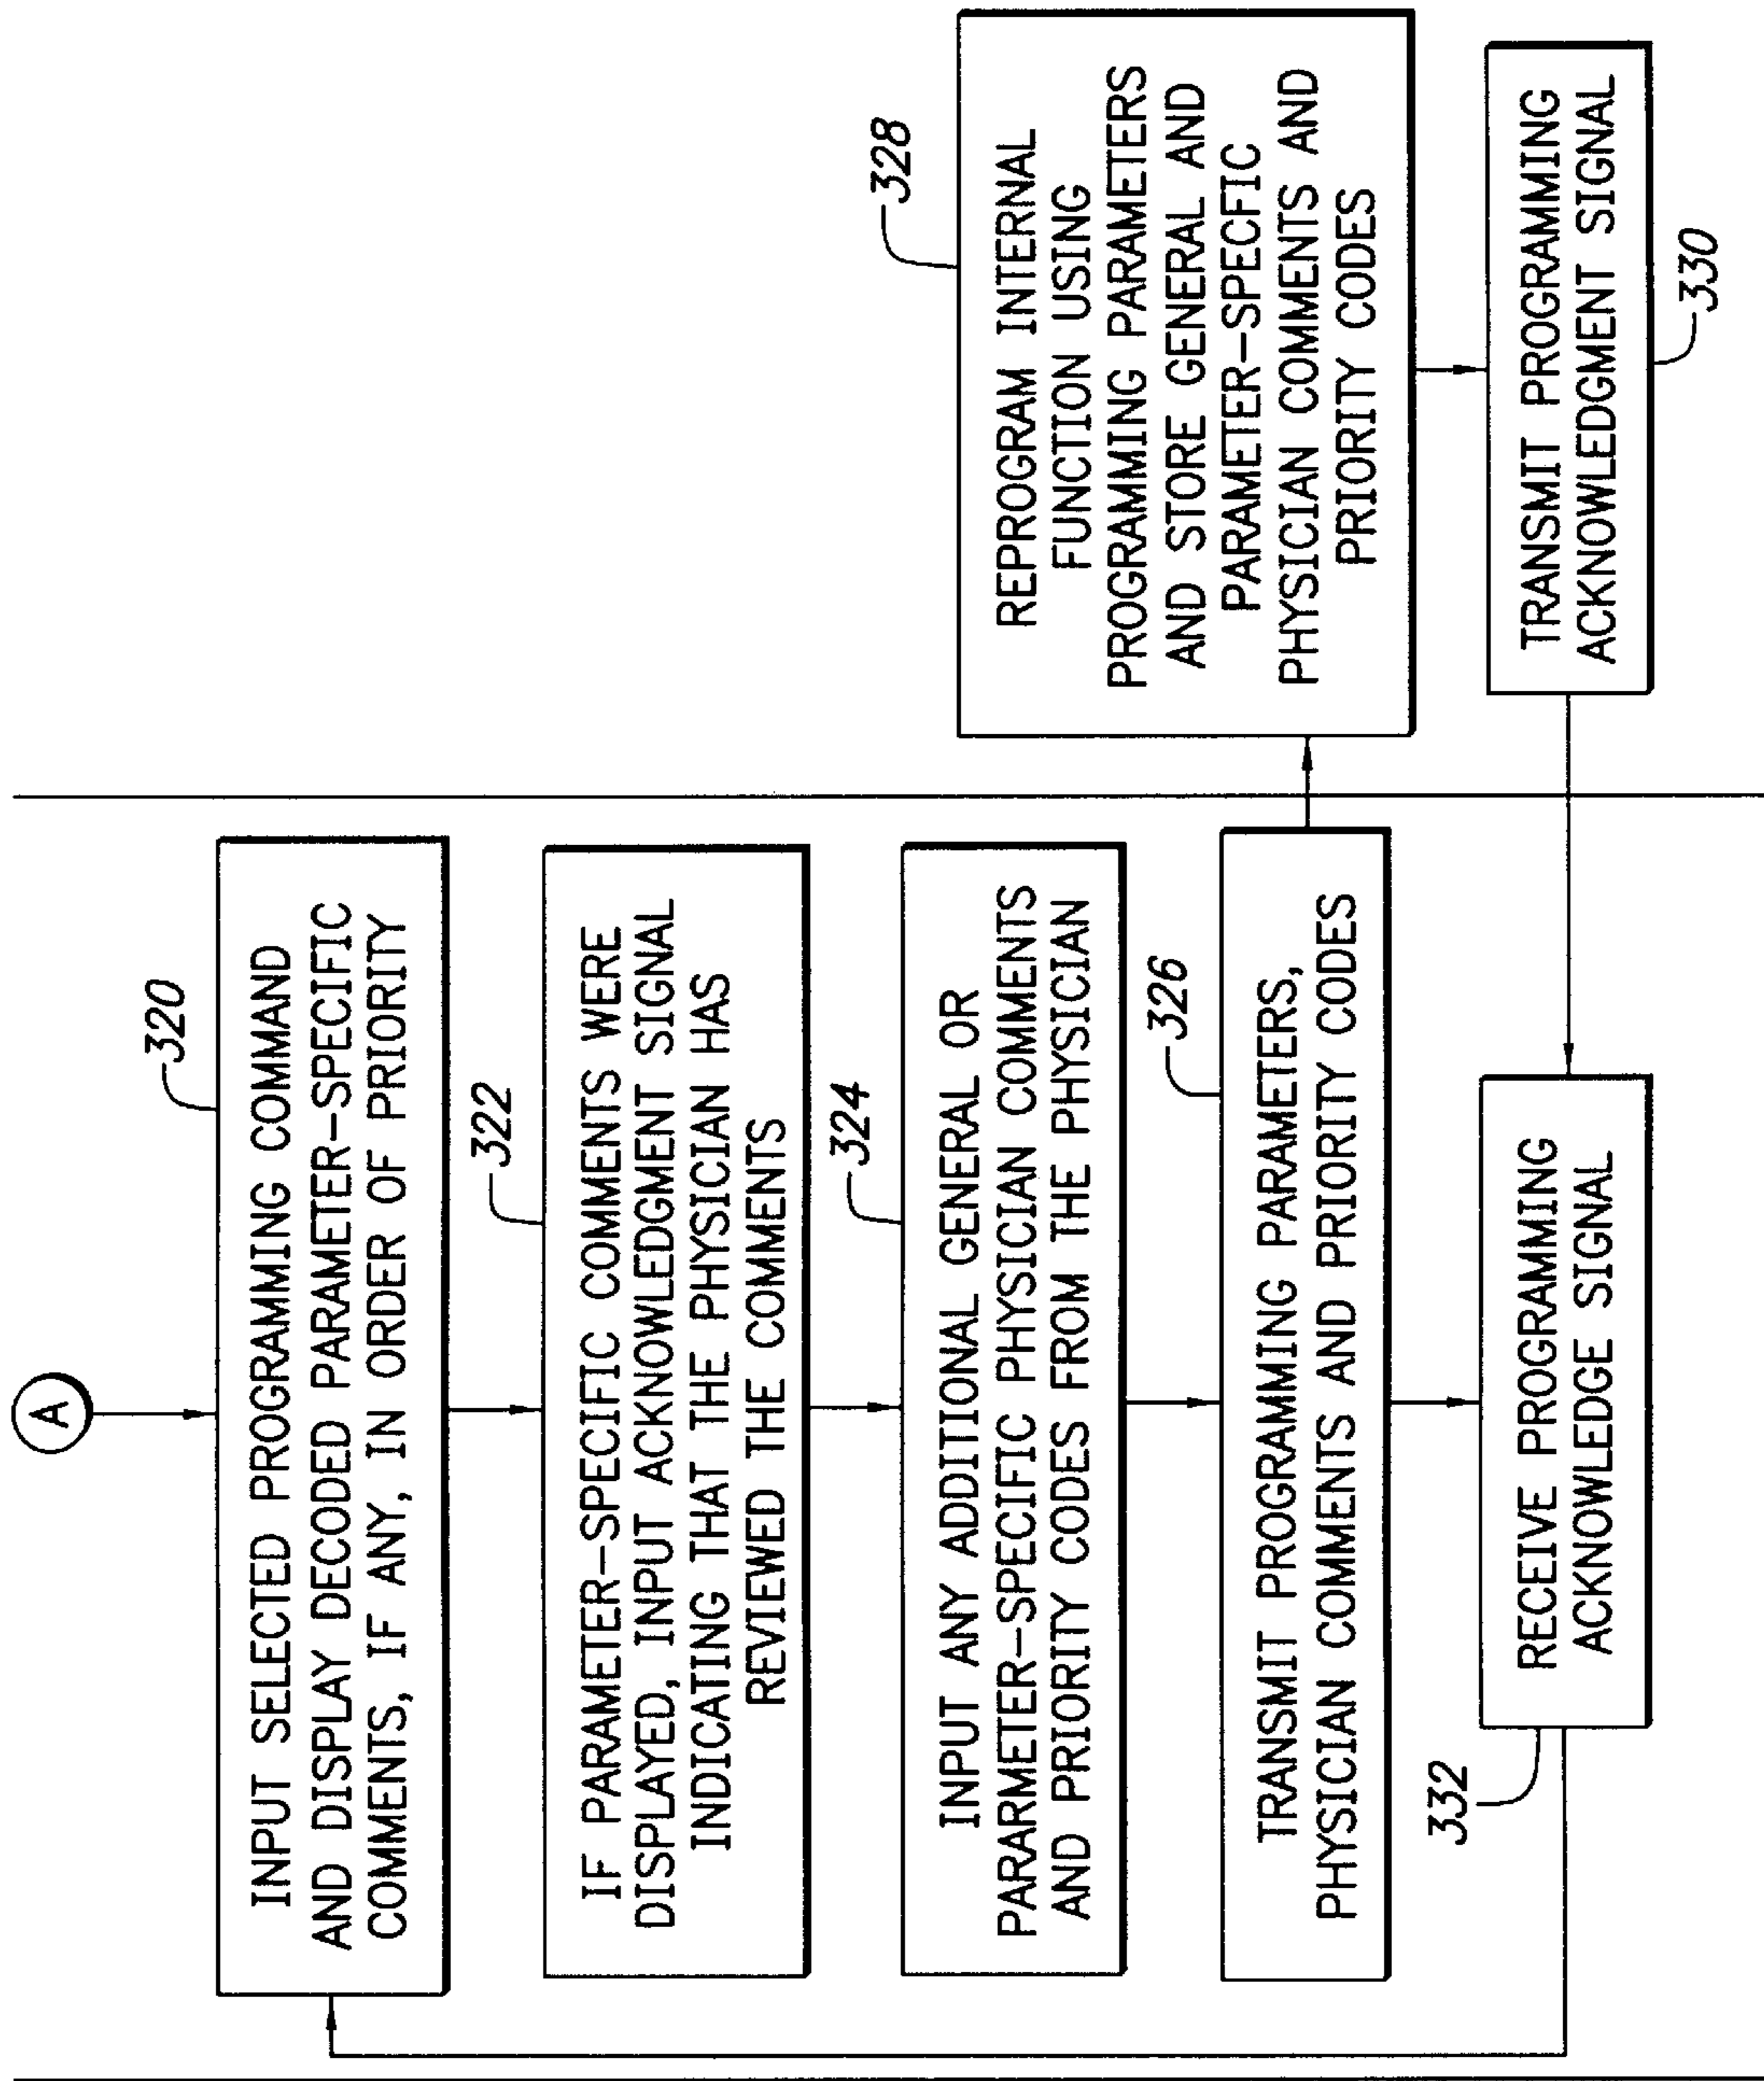 A
320
INPUT SELECTED PROGRAMMING COMMAND
AND DISPLAY DECODED PARAMETER-SPECIFIC
COMMENTS, IF ANY, IN ORDER OF PRIORITY
322
IF PARAMETER-SPECIFIC COMMENTS WERE
DISPLAYED, INPUT ACKNOWLEDGMENT SIGNAL
INDICATING THAT THE PHYSICIAN HAS
REVIEWED THE COMMENTS
324
INPUT ANY ADDITIONAL GENERAL OR
PARARMETER-SPECIFIC PHYSICIAN COMMENTS
AND PRIORITY CODES FROM THE PHYSICIAN
326
TRANSMIT PROGRAMING PARAMETERS,
PHYSICIAN COMMENTS AND PRIORITY CODES
328
REPROGRAM INTERNAL
FUNCTION USING
PROGRAMMING PARAMETERS
AND STORE GENERAL AND
PARAMETER-SPECFIC
PHYSICIAN COMMENTS AND
PRIORITY CODES
TRANSMIT PROGRAMING
ACKNOWLEDGMENT SIGNAL
330
332
RECEIVE PROGRAMING
ACKNOWLEDGE SIGNAL